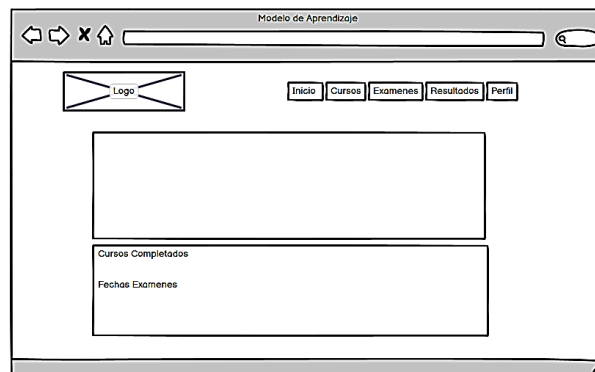 Modelo de Aprendizaje
Logo
Inicio Cursos Examenes Resultados Perfil
Cursos Completados
Fechas Examenes